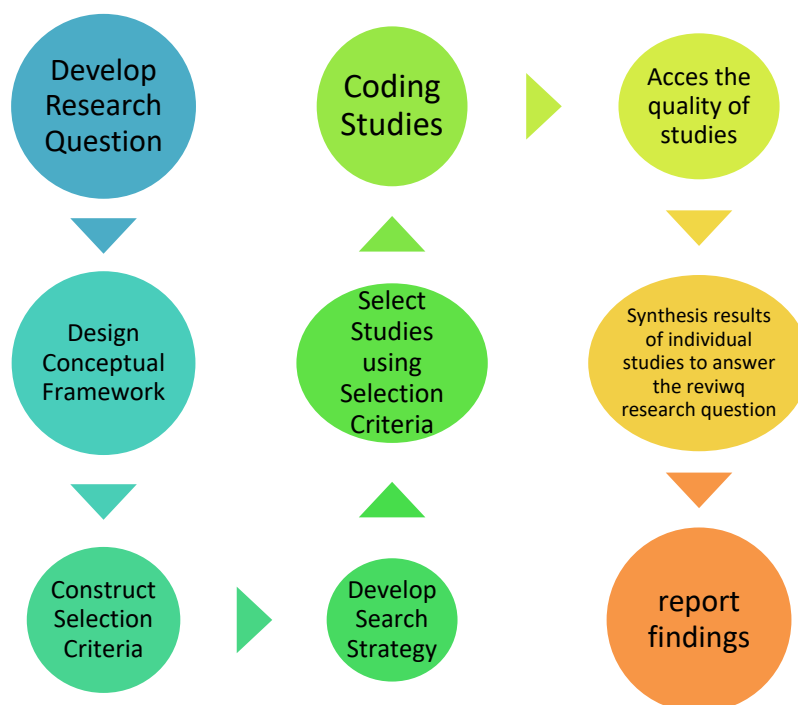 Develop
Research
Question
Design
Conceptual
Framework
Construct
Selection
Criteria
Develop
Search
Strategy
Select
Studies
using
Selection
Criteria
Coding
Studies
Acces the
quality of
studies
Synthesis results
of individual
studies to answer
the reviwq
research question
report
findings